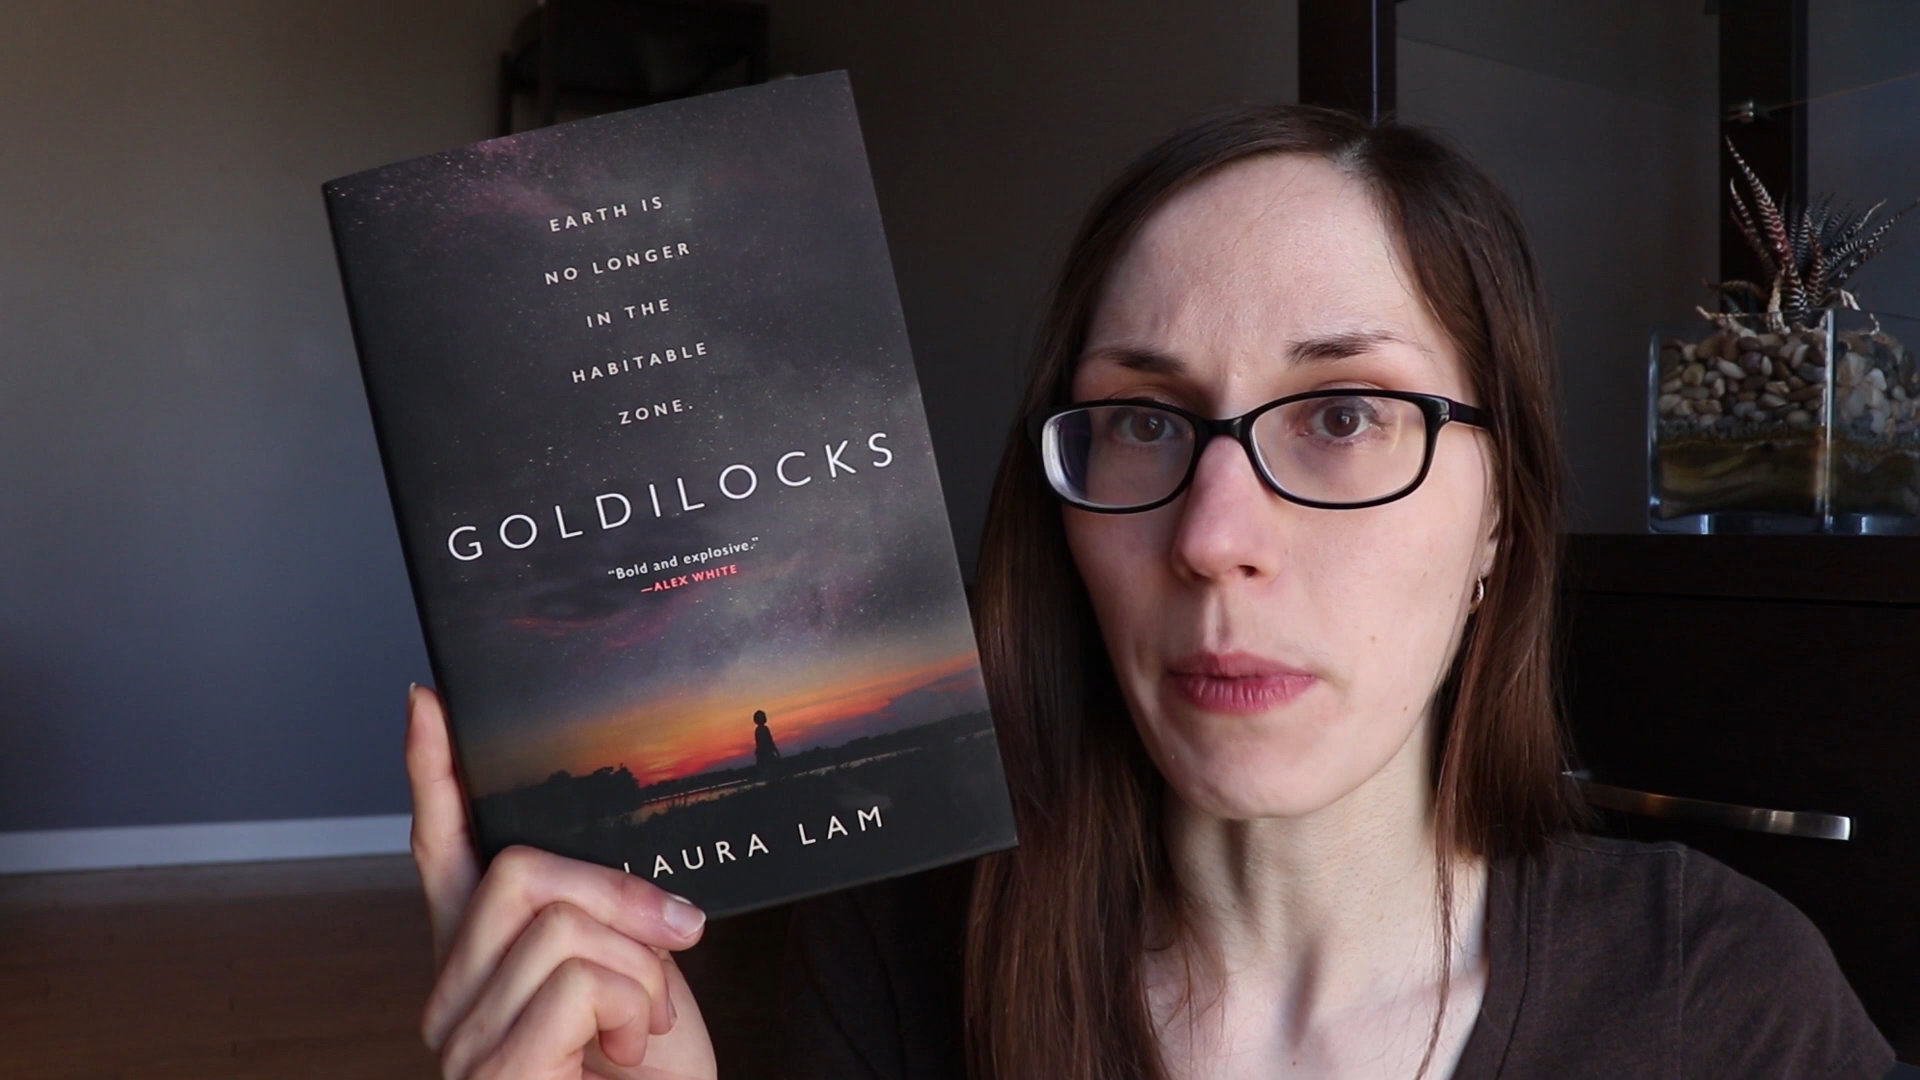 EARTH IS
NO LONGER
IN THE
HABITABLE
ZONE.
GOLDILOCKS
“Bold and explosive.”
—ALEX WHITE
LAURA LAM